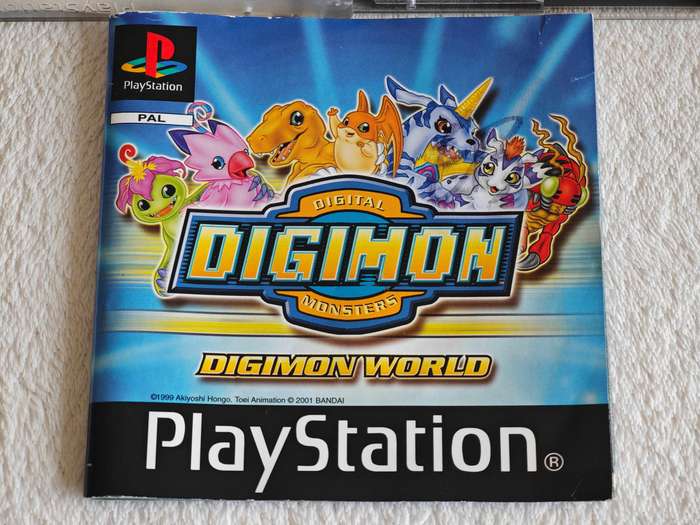 PlayStation
PAL
DIGITAL
DIGIMON
MONSTERS
DIGIMON WORLD
©1999 Akiyoshi Hongo, Toei Animation © 2001 BANDAI
PlayStation®